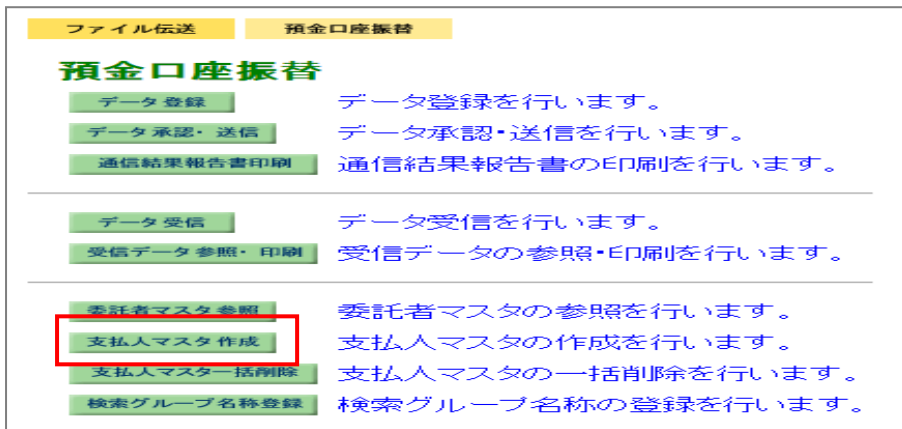 ファイル伝送 預金口座振替
預金口座振替
データ登録 データ登録を行います。
データ承認・送信 データ承認・送信を行います。
通信結果報告書印刷 通信結果報告書の印刷を行います。
データ受信 データ受信を行います。
受信データ参照・印刷 受信データの参照・印刷を行います。
委託者マスタ参照 委託者マスタの参照を行います。
支払人マスタ作成 支払人マスタの作成を行います。
支払人マスター括削除 支払人マスタの一括削除を行います。
検索グループ名称登録 検索グループ名称の登録を行います。